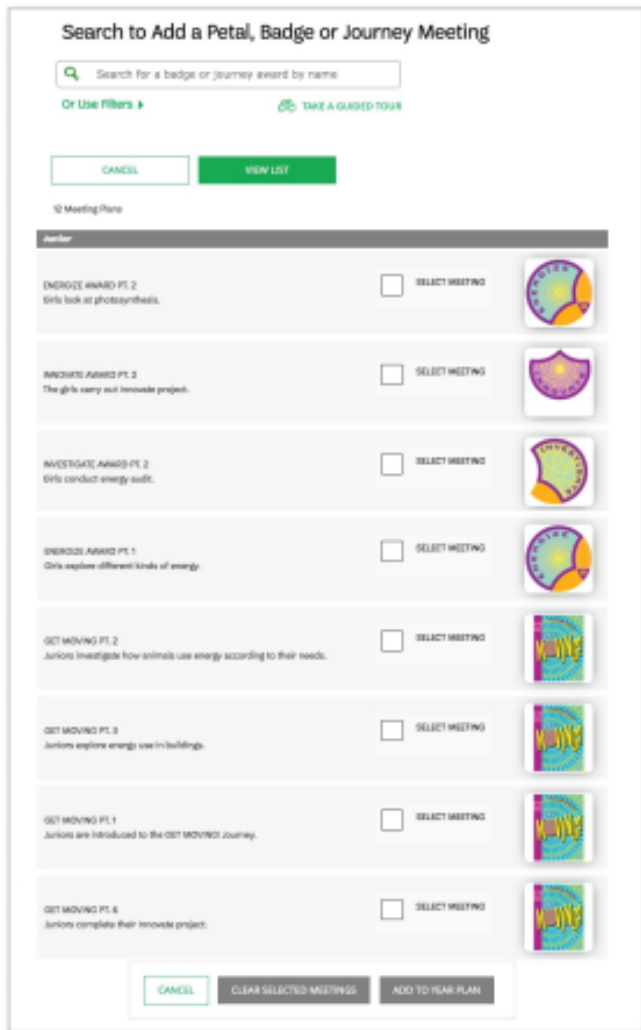 Search to Add a Petal, Badge or Journey Meeting
Search for a badge or journey award by name
Or Use Filters
TAKE A GUIDED TOUR
CANCEL
VIEW LIST
12 Meeting Plans
Junior
ENERGIZE AWARD PT. 2
Girls look at photosynthesis.
SELECT MEETING
ENERGIZE
INNOVATE AWARD PT. 2
The girls carry out Innovate project.
SELECT MEETING
INNOVATE
INVESTIGATE AWARD PT. 2
Girls conduct energy audit.
SELECT MEETING
INVESTIGATE
ENERGIZE AWARD PT. 1
Girls explore different kinds of energy.
SELECT MEETING
ENERGIZE
GET MOVING PT. 2
Juniors investigate how animals use energy according to their needs.
SELECT MEETING
GET MOVING PT. 3
Juniors explore energy use in buildings.
SELECT MEETING
GET MOVING PT. 1
Juniors are introduced to the GET MOVING! Journey.
SELECT MEETING
GET MOVING PT. 6
Juniors complete their Innovate project.
SELECT MEETING
CANCEL
CLEAR SELECTED MEETINGS
ADD TO YEAR PLAN